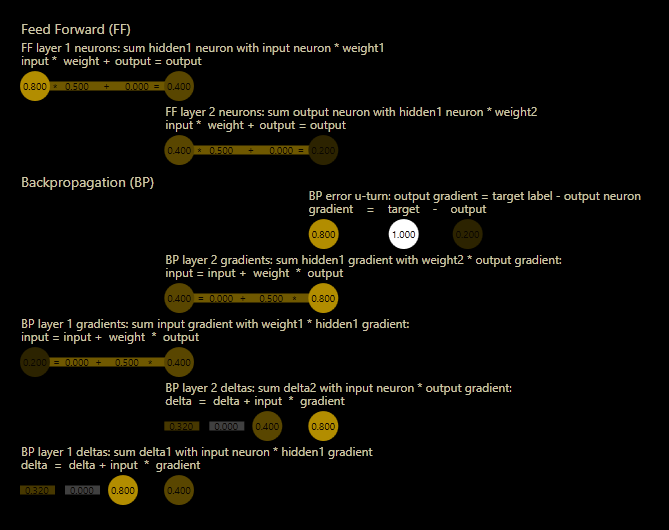 Feed Forward (FF)
FF layer 1 neurons: sum hidden1 neuron with input neuron * weight1
input * weight + output = output
0.800 * 0.500 + 0.000 = 0.400
FF layer 2 neurons: sum output neuron with hidden1 neuron * weight2
input * weight + output = output
0.400 * 0.500 + 0.000 = 0.200
Backpropagation (BP)
BP error u-turn: output gradient = target label - output neuron
gradient = target - output
0.800 1.000 0.200
BP layer 2 gradients: sum hidden1 gradient with weight2 * output gradient:
input = input + weight * output
0.400 = 0.000 + 0.500 * 0.800
BP layer 1 gradients: sum input gradient with weight1 * hidden1 gradient:
input = input + weight * output
0.200 = 0.000 + 0.500 * 0.400
BP layer 2 deltas: sum delta2 with input neuron * output gradient:
delta = delta + input * gradient
0.320 0.000 0.400 0.800
BP layer 1 deltas: sum delta1 with input neuron * hidden1 gradient
delta = delta + input * gradient
0.320 0.000 0.800 0.400